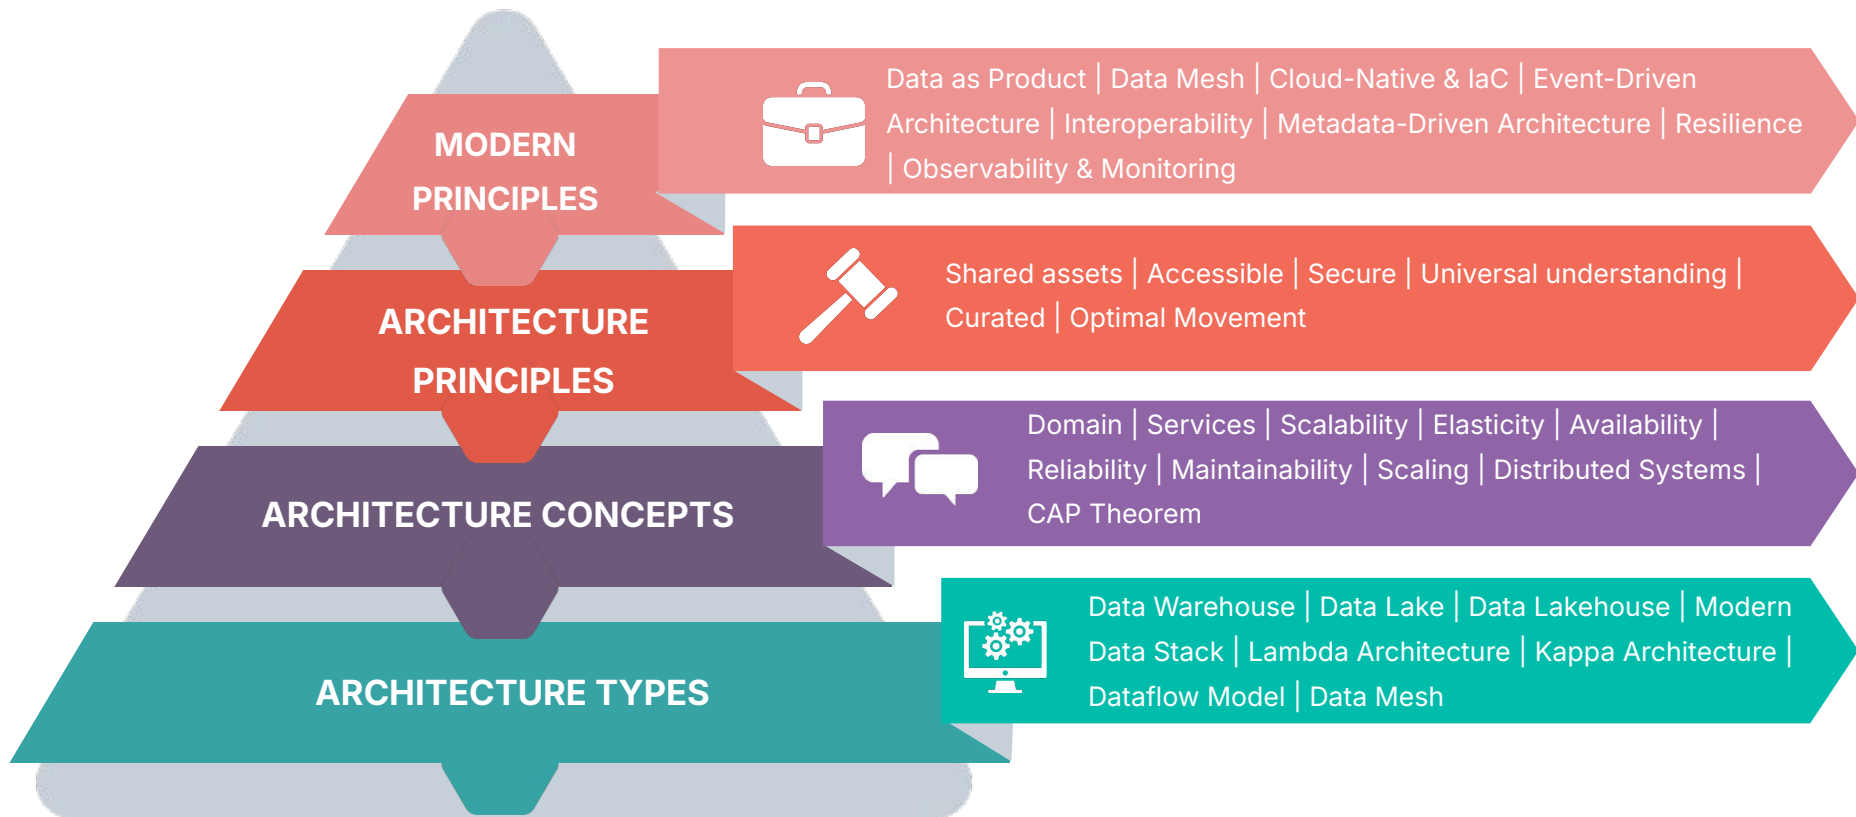 MODERN
PRINCIPLES
Data as Product | Data Mesh | Cloud-Native & IaC | Event-Driven
Architecture | Interoperability | Metadata-Driven Architecture | Resilience
| Observability & Monitoring
ARCHITECTURE
PRINCIPLES
Shared assets | Accessible | Secure | Universal understanding |
Curated | Optimal Movement
ARCHITECTURE CONCEPTS
Domain | Services | Scalability | Elasticity | Availability |
Reliability | Maintainability | Scaling | Distributed Systems |
CAP Theorem
ARCHITECTURE TYPES
Data Warehouse | Data Lake | Data Lakehouse | Modern
Data Stack | Lambda Architecture | Kappa Architecture |
Dataflow Model | Data Mesh